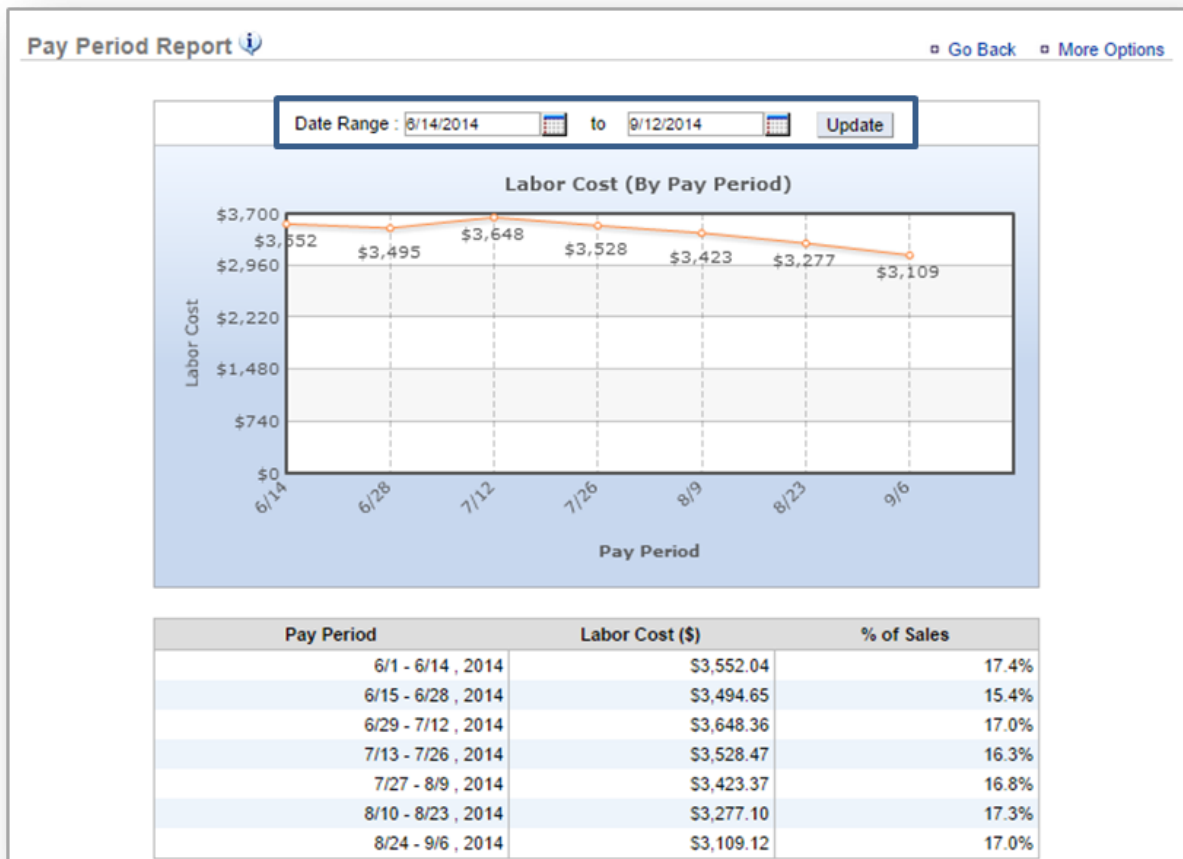 Pay Period Report
Go Back More Options
Date Range : 6/14/2014 to 9/12/2014 Update
Labor Cost (By Pay Period)
$3,700
$2,960
$2,220
$1,480
$740
$0
Labor Cost
$3,552 $3,495 $3,648 $3,528 $3,423 $3,277 $3,109
6/14 6/28 7/12 7/26 8/9 8/23 9/6
Pay Period
Pay Period Labor Cost ($) % of Sales
6/1 - 6/14 , 2014 $3,552.04 17.4%
6/15 - 6/28 , 2014 $3,494.65 15.4%
6/29 - 7/12 , 2014 $3,648.36 17.0%
7/13 - 7/26 , 2014 $3,528.47 16.3%
7/27 - 8/9 , 2014 $3,423.37 16.8%
8/10 - 8/23 , 2014 $3,277.10 17.3%
8/24 - 9/6 , 2014 $3,109.12 17.0%